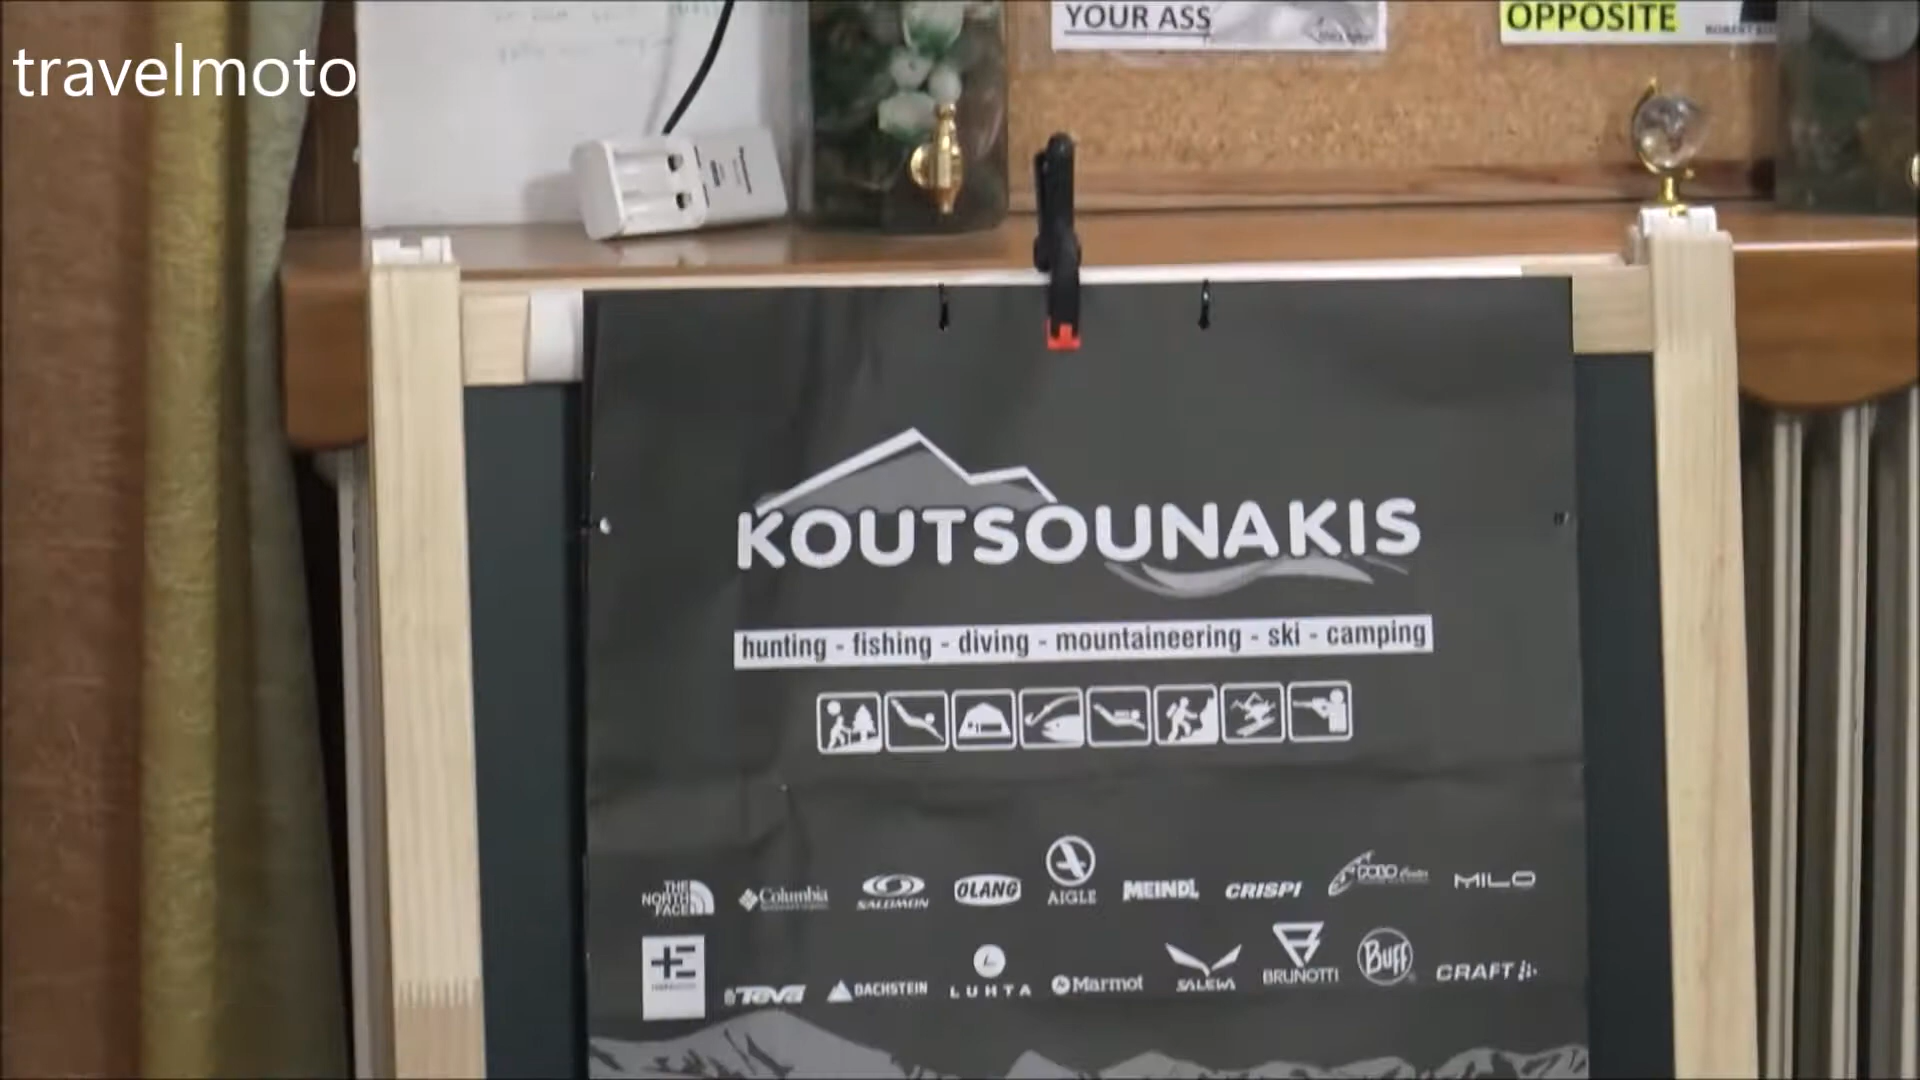 travelmoto
YOUR ASS
OPPOSITE
KOUTSOUNAKIS
hunting - fishing - diving - mountaineering - ski - camping
THE NORTH FACE
Columbia
SALOMON
OLANG
AIGLE
MEINDL
CRISPI
MILO
Teva
DACHSTEIN
LUHTA
Marmot
SALEWA
BRUNOTTI
BUFF
CRAFT